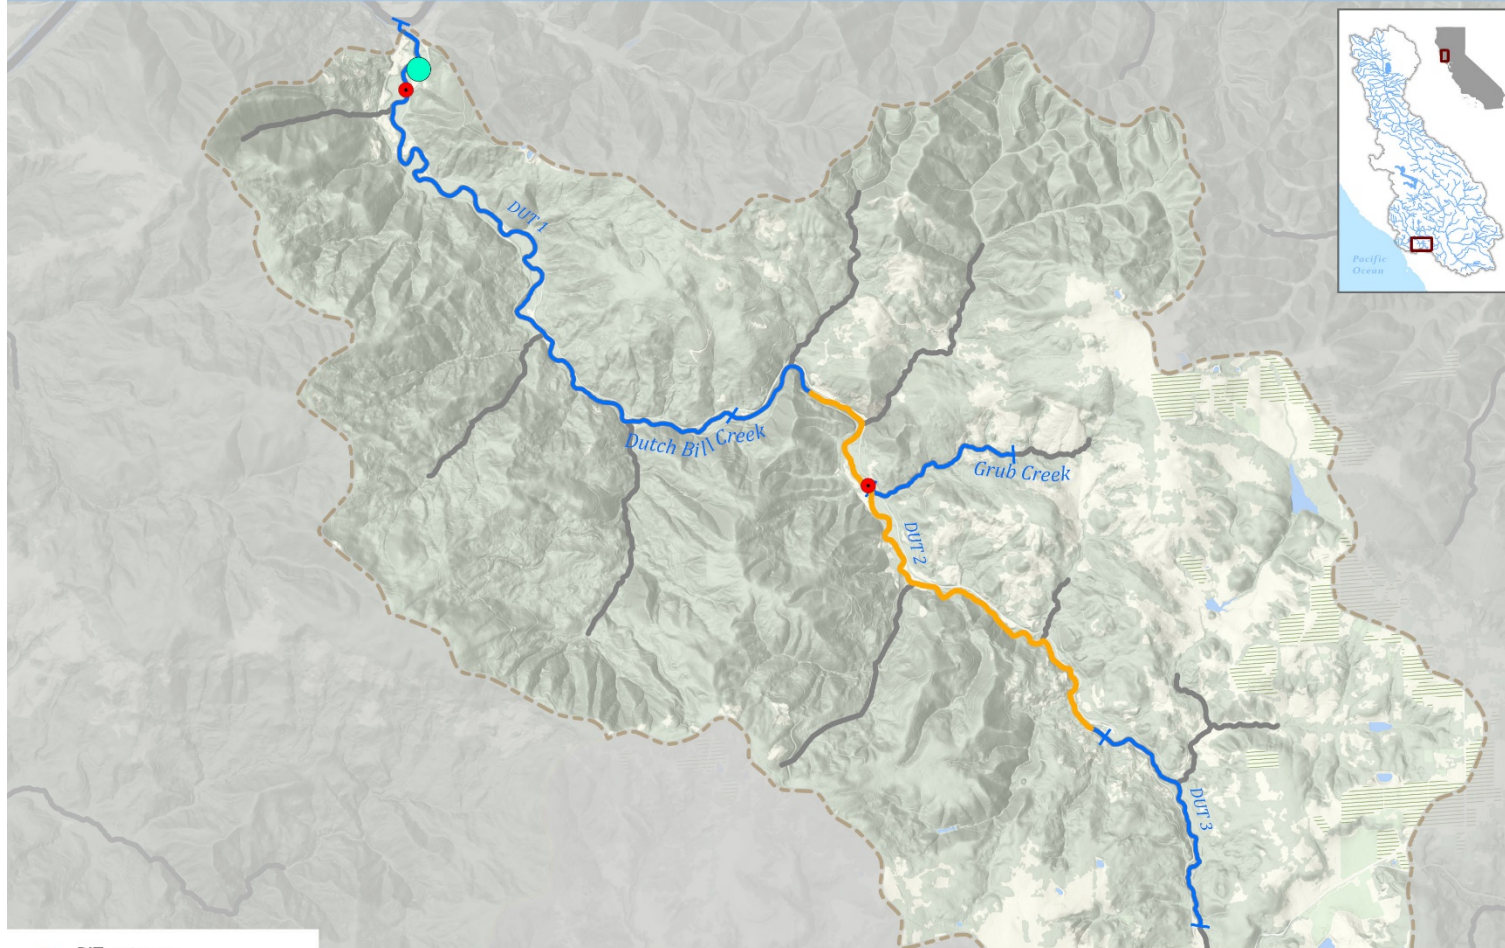 Pacific
Ocean
DUT 1
Dutch Bill Creek
Grub Creek
DUT 2
DUT 3